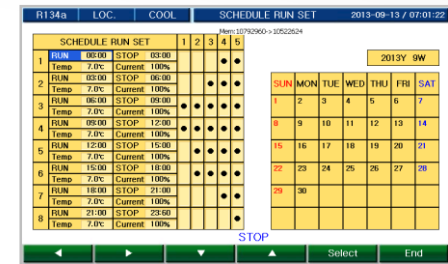 R134a LOC. COOL SCHEDULE RUN SET 2013-09-13 / 07:01:22
Mem:10792960->10522624
SCHEDULE RUN SET 1 2 3 4 5
1 RUN 00:00 STOP 03:00
Temp 7.0℃ Current 100%
2 RUN 03:00 STOP 06:00
Temp 7.0℃ Current 100%
3 RUN 06:00 STOP 09:00
Temp 7.0℃ Current 100%
4 RUN 09:00 STOP 12:00
Temp 7.0℃ Current 100%
5 RUN 12:00 STOP 15:00
Temp 7.0℃ Current 100%
6 RUN 15:00 STOP 18:00
Temp 7.0℃ Current 100%
7 RUN 18:00 STOP 21:00
Temp 7.0℃ Current 100%
8 RUN 21:00 STOP 23:60
Temp 7.0℃ Current 100%
2013Y 9W
SUN MON TUE WED THU FRI SAT
1 2 3 4 5 6 7
8 9 10 11 12 13 14
15 16 17 18 19 20 21
22 23 24 25 26 27 28
29 30
STOP
Select End